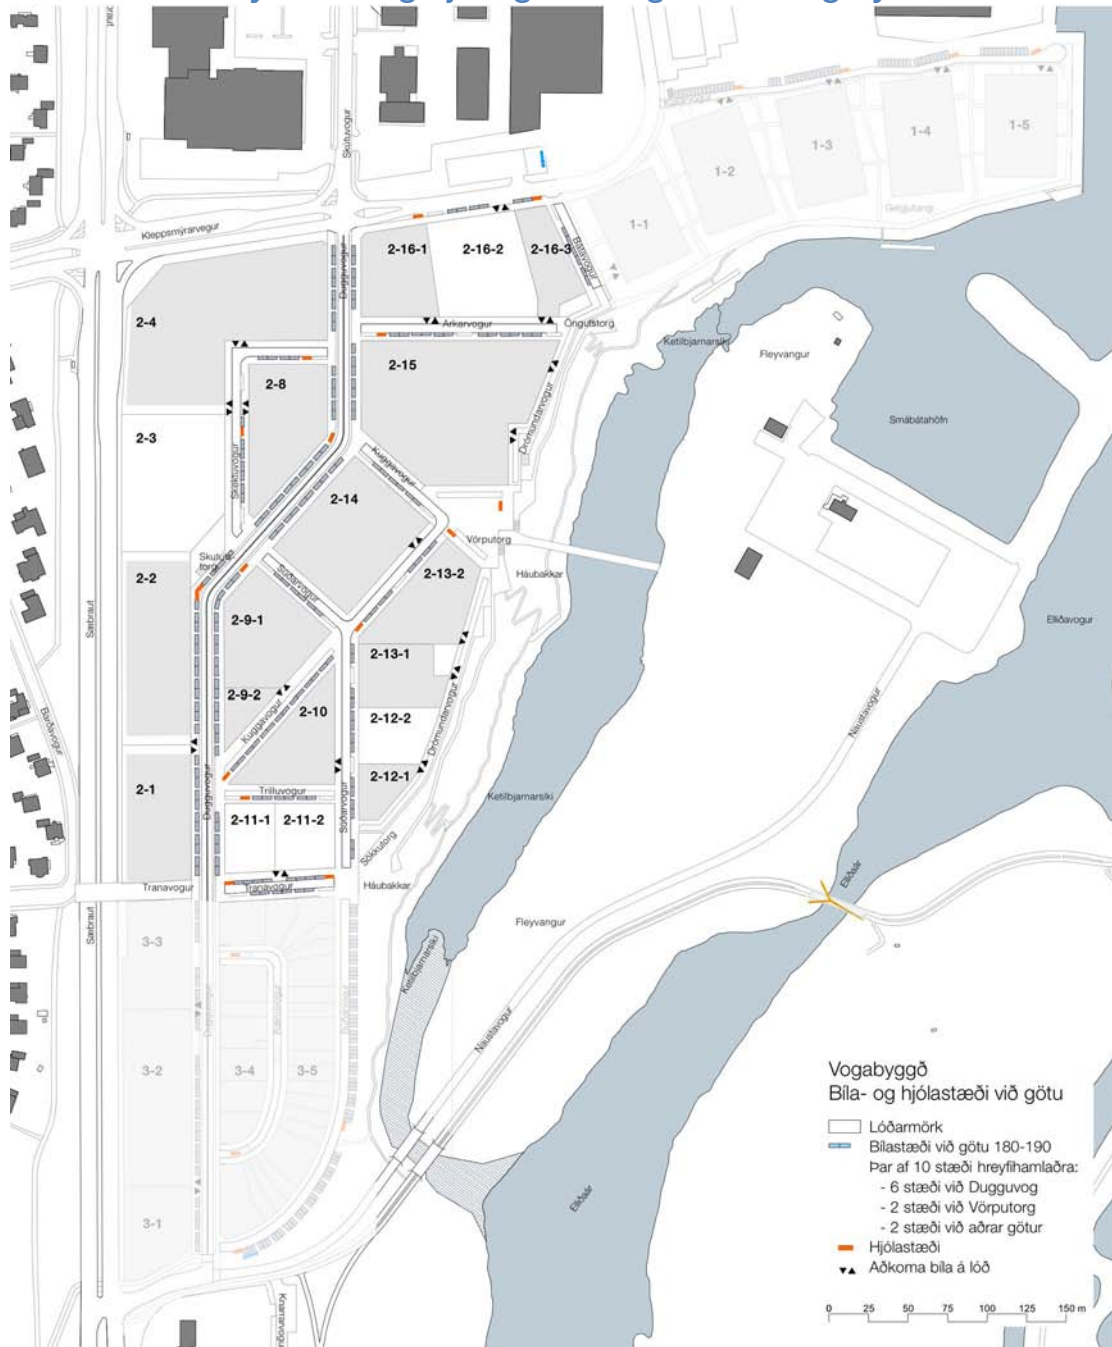 Skútuvogur
1-5
1-4
1-3
1-2
1-1
Gelgjutangi
Kleppsmýrarvegur
Dugguvogur
2-16-1
2-16-2
2-16-3
Bátavogur
2-4
Arkarvogur
Öngulstorg
Ketilbjarnarsíki
Fleyvangur
2-15
2-8
Smábátahöfn
2-3
Skektuvogur
Drómundarvogur
Kuggavogur
2-14
Vörputorg
Skutul-
torg
2-2
Súðarvogur
2-13-2
Háubakkar
Sæbraut
2-9-1
Elliðavogur
2-13-1
2-9-2
Kuggavogur
2-10
2-12-2
Drómundarvogur
Naustavogur
Barðavogur
2-1
2-12-1
Dugguvogur
Trilluvogur
Súðarvogur
Ketilbjarnarsíki
2-11-1
2-11-2
Sökkutorg
Tranavogur
Tranavogur
Háubakkar
Elliðaár
Sæbraut
Fleyvangur
3-3
Ketilbjarnarsíki
Naustavogur
3-2
3-4
3-5
3-1
Elliðaár
Knarrarvogur
Vogabyggð
Bíla- og hjólastæði við götu
Lóðarmörk
Bílastæði við götu 180-190
Þar af 10 stæði hreyfihamlaðra:
- 6 stæði við Dugguvog
- 2 stæði við Vörputorg
- 2 stæði við aðrar götur
Hjólastæði
Aðkoma bíla á lóð
0 25 50 75 100 125 150 m